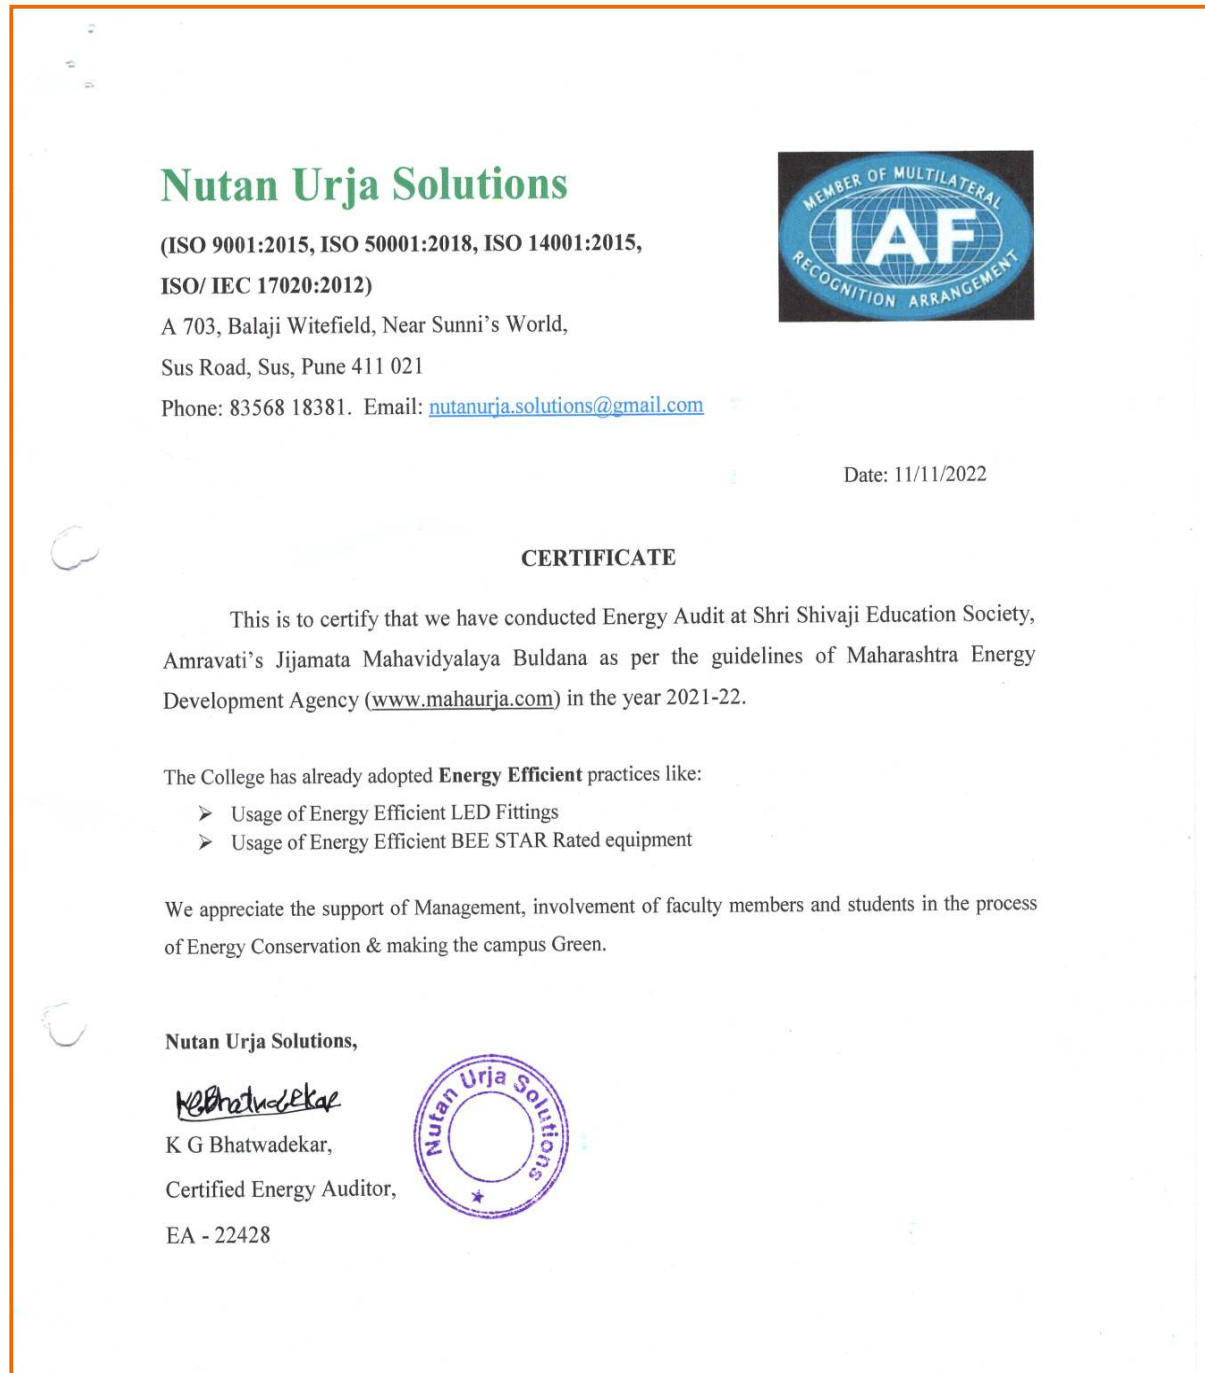 Nutan Urja Solutions
(ISO 9001:2015, ISO 50001:2018, ISO 14001:2015,
ISO/ IEC 17020:2012)
A 703, Balaji Witefield, Near Sunni's World,
Sus Road, Sus, Pune 411 021
Phone: 83568 18381. Email: nutanurja.solutions@gmail.com
MEMBER OF MULTILATERAL
IAF
RECOGNITION ARRANGEMENT
Date: 11/11/2022
CERTIFICATE
This is to certify that we have conducted Energy Audit at Shri Shivaji Education Society,
Amravati's Jijamata Mahavidyalaya Buldana as per the guidelines of Maharashtra Energy
Development Agency (www.mahaurja.com) in the year 2021-22.
The College has already adopted Energy Efficient practices like:
➢ Usage of Energy Efficient LED Fittings
➢ Usage of Energy Efficient BEE STAR Rated equipment
We appreciate the support of Management, involvement of faculty members and students in the process
of Energy Conservation & making the campus Green.
Nutan Urja Solutions,
KGBhatwadekar
K G Bhatwadekar,
Certified Energy Auditor,
EA - 22428
Nutan Urja Solutions